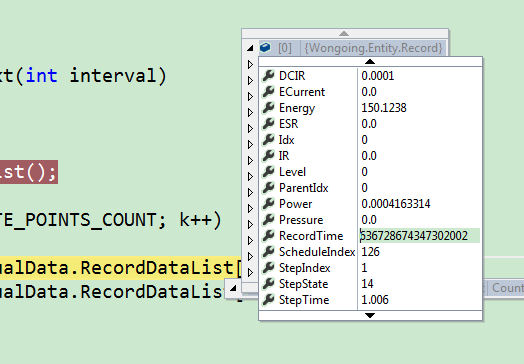 [0] {Wongoing.Entity.Record}
xt(int interval)
DCIR 0.0001
ECurrent 0.0
Energy 150.1238
ESR 0.0
Idx 0
IR 0.0
ist();
Level 0
ParentIdx 0
Power 0.0004163314
TE_POINTS_COUNT; k++)
Pressure 0.0
RecordTime 636728674347302002
ScheduleIndex 126
ualData.RecordDataList[
StepIndex 1
StepState 14
ualData.RecordDataLis
Count
StepTime 1.006